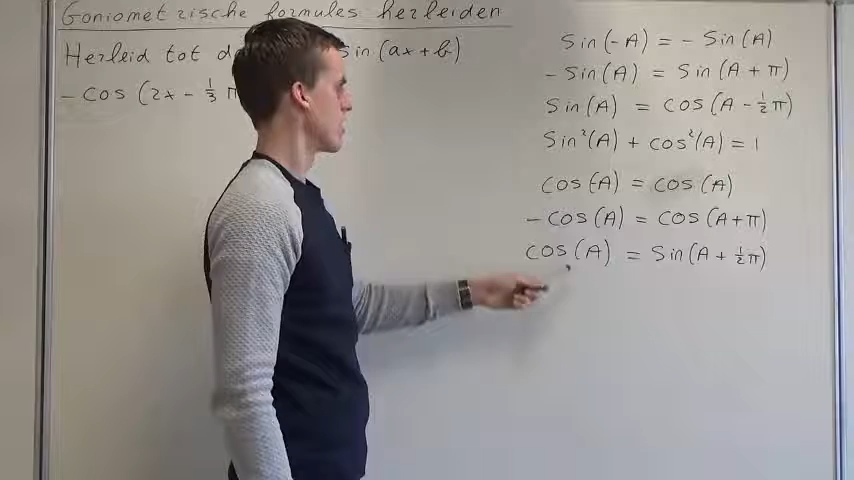 Goniometrische formules herleiden
Herleid tot d sin (ax + b)
- cos (2x - 1/3 π
Sin(-A) = - Sin(A)
- Sin(A) = Sin(A + π)
Sin(A) = cos(A - 1/2 π)
Sin²(A) + cos²(A) = 1
cos(-A) = cos(A)
- cos(A) = cos(A + π)
cos(A) = Sin(A + 1/2 π)